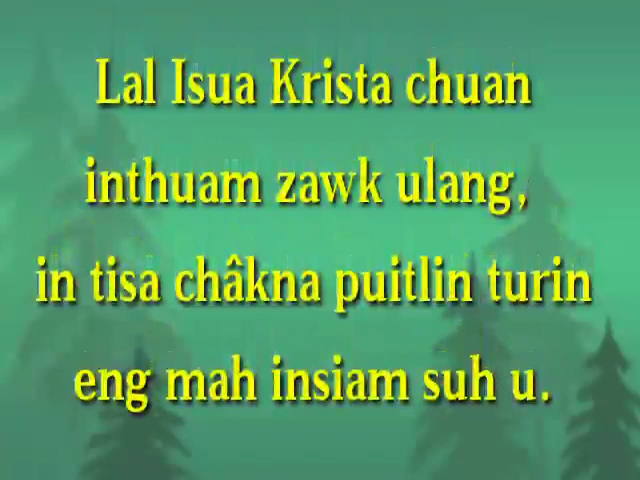 Lal Isua Krista chuan
inthuam zawk ulang,
in tisa châkna puitlin turin
eng mah insiam suh u.